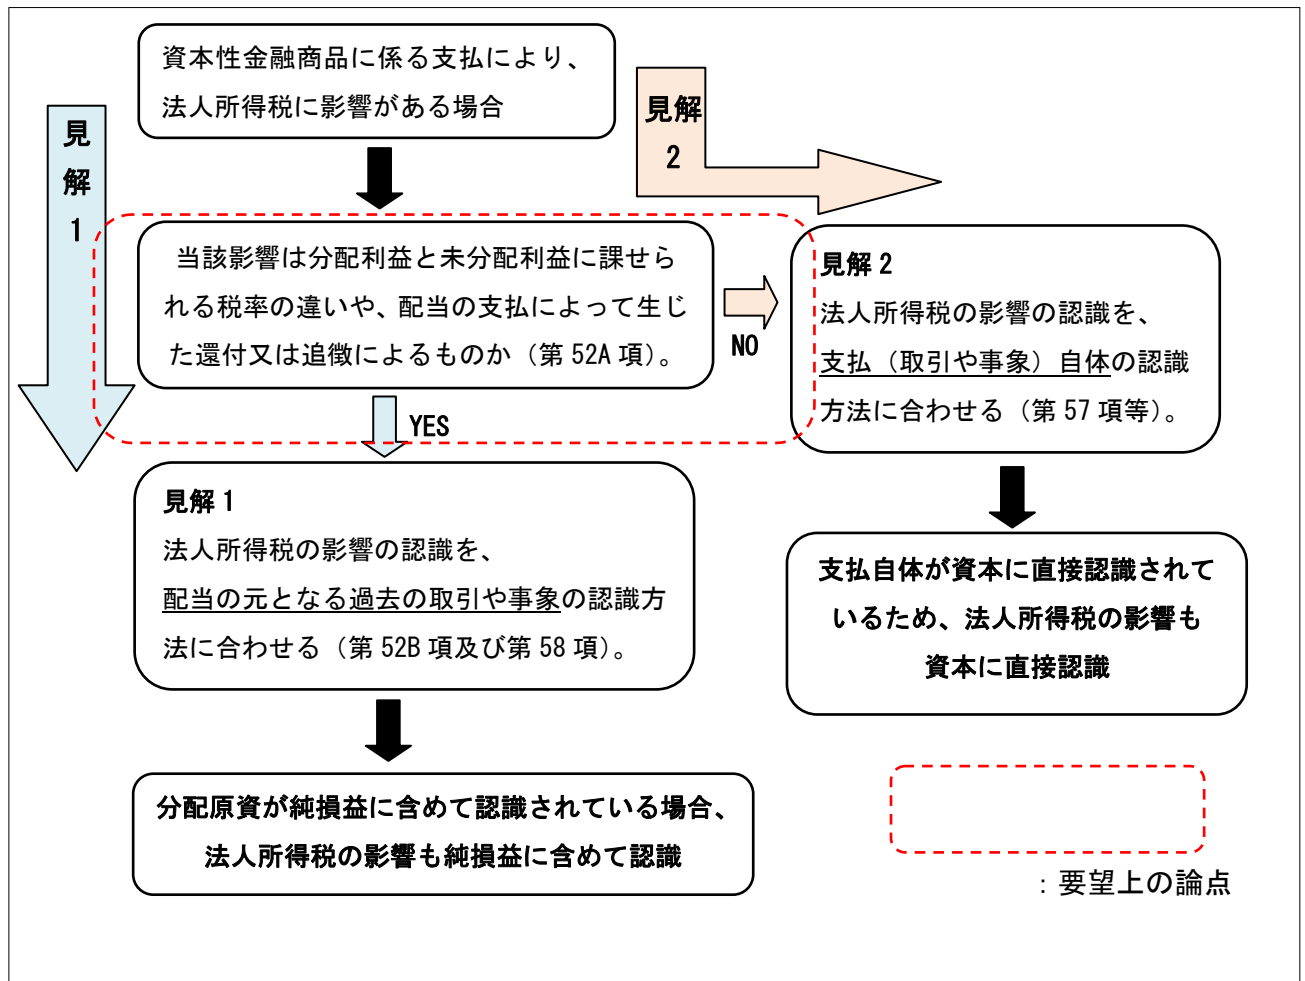 資本性金融商品に係る支払により、
法人所得税に影響がある場合
見
解
1
見解
2
当該影響は分配利益と未分配利益に課せら
れる税率の違いや、配当の支払によって生じ
た還付又は追徴によるものか（第 52A 項）。
NO
YES
見解 2
法人所得税の影響の認識を、
支払（取引や事象）自体の認識
方法に合わせる（第 57 項等）。
見解 1
法人所得税の影響の認識を、
配当の元となる過去の取引や事象の認識方
法に合わせる（第 52B 項及び第 58 項）。
支払自体が資本に直接認識されて
いるため、法人所得税の影響も
資本に直接認識
分配原資が純損益に含めて認識されている場合、
法人所得税の影響も純損益に含めて認識
：要望上の論点